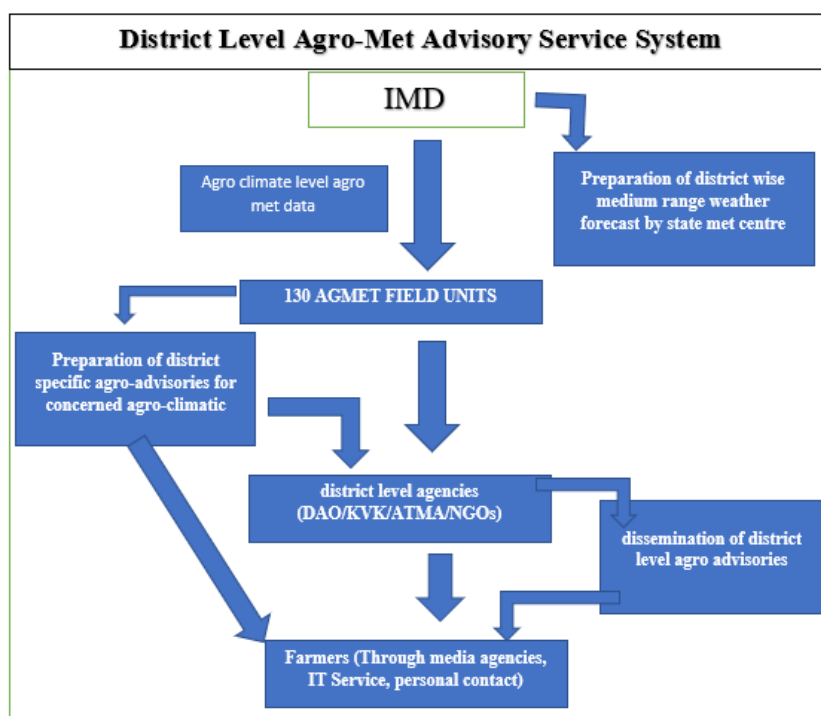 District Level Agro-Met Advisory Service System
IMD
Agro climate level agro
met data
Preparation of district wise
medium range weather
forecast by state met centre
130 AGMET FIELD UNITS
Preparation of district
specific agro-advisories for
concerned agro-climatic
district level agencies
(DAO/KVK/ATMA/NGOs)
dissemination of district
level agro advisories
Farmers (Through media agencies,
IT Service, personal contact)